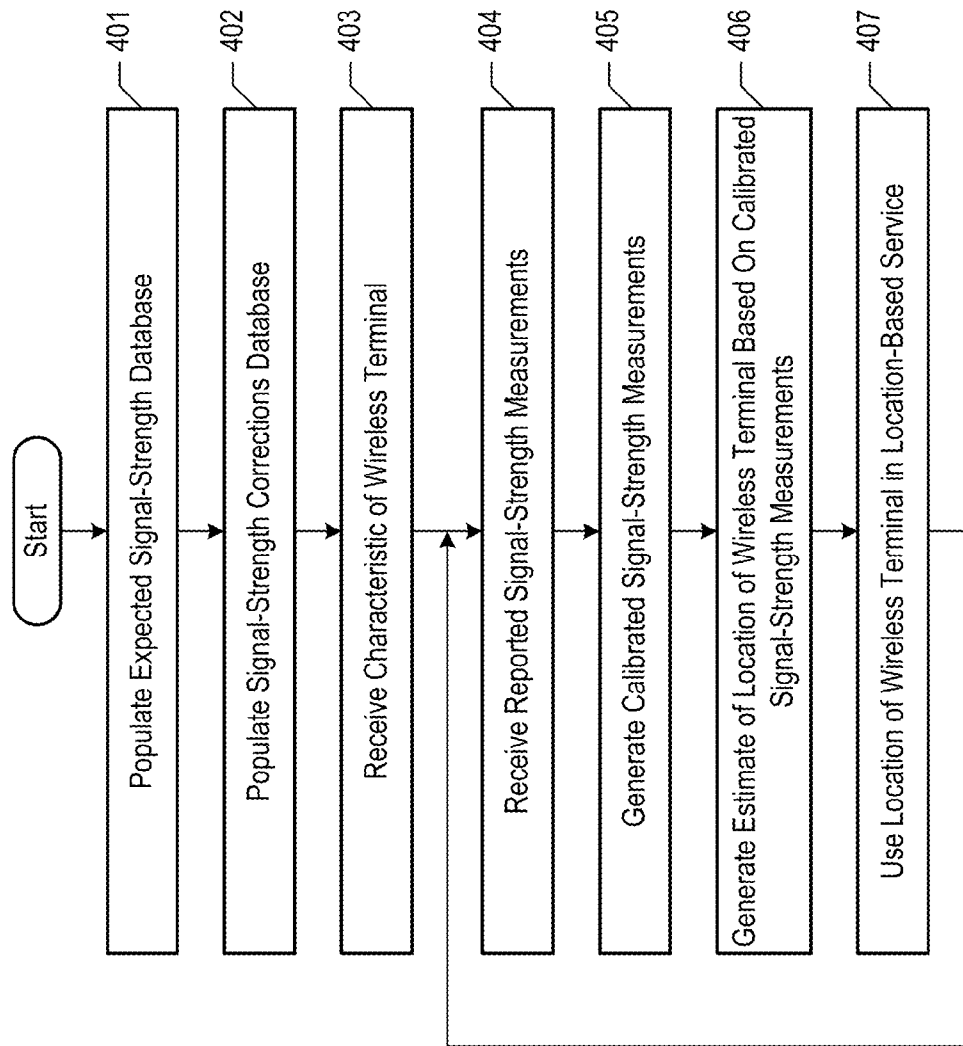 Start
Populate Expected Signal-Strength Database
401
Populate Signal-Strength Corrections Database
402
Receive Characteristic of Wireless Terminal
403
Receive Reported Signal-Strength Measurements
404
Generate Calibrated Signal-Strength Measurements
405
Generate Estimate of Location of Wireless Terminal Based On Calibrated
Signal-Strength Measurements
406
Use Location of Wireless Terminal in Location-Based Service
407